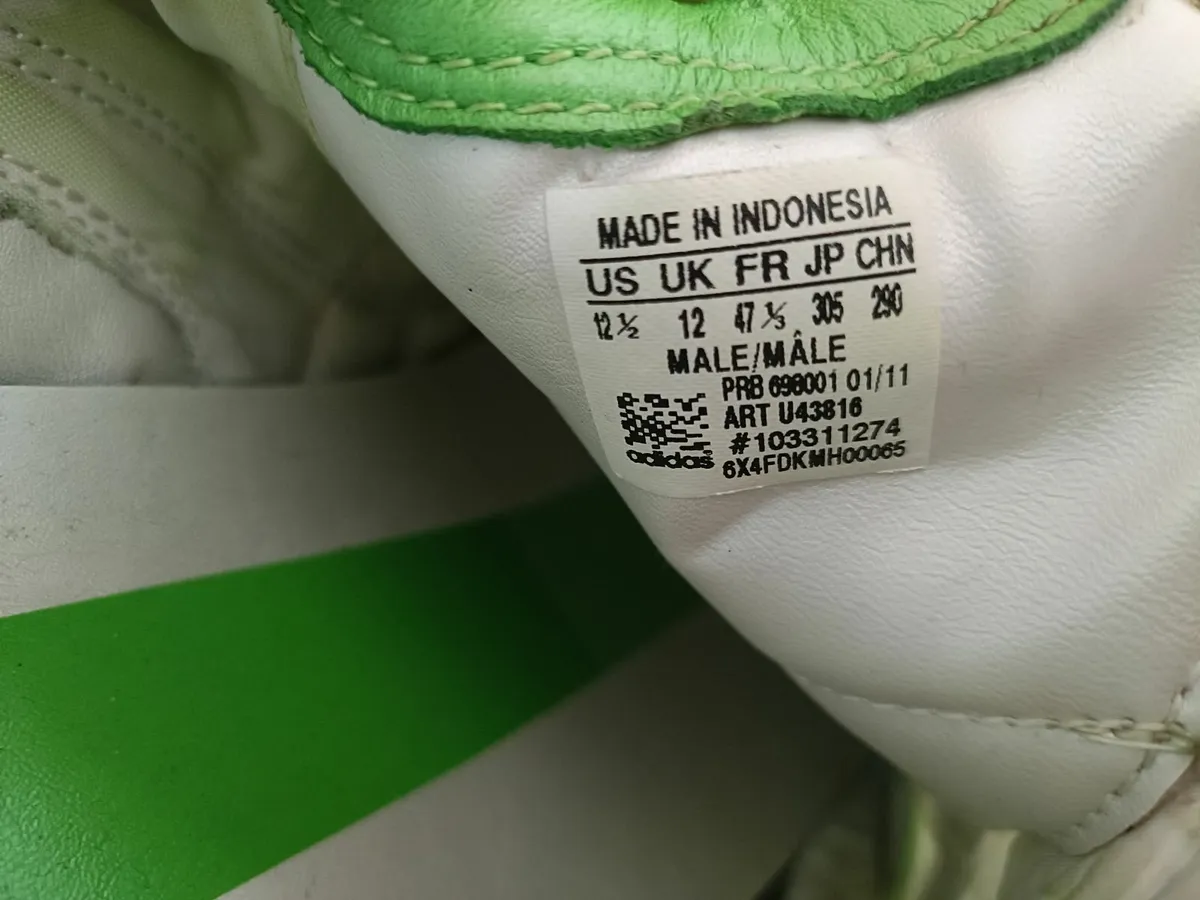 MADE IN INDONESIA
US UK FR JP CHN
12½ 12 47⅓ 305 290
MALE/MÂLE
PRB 698001 01/11
ART U43816
#103311274
adidas 6X4FDKMH00065